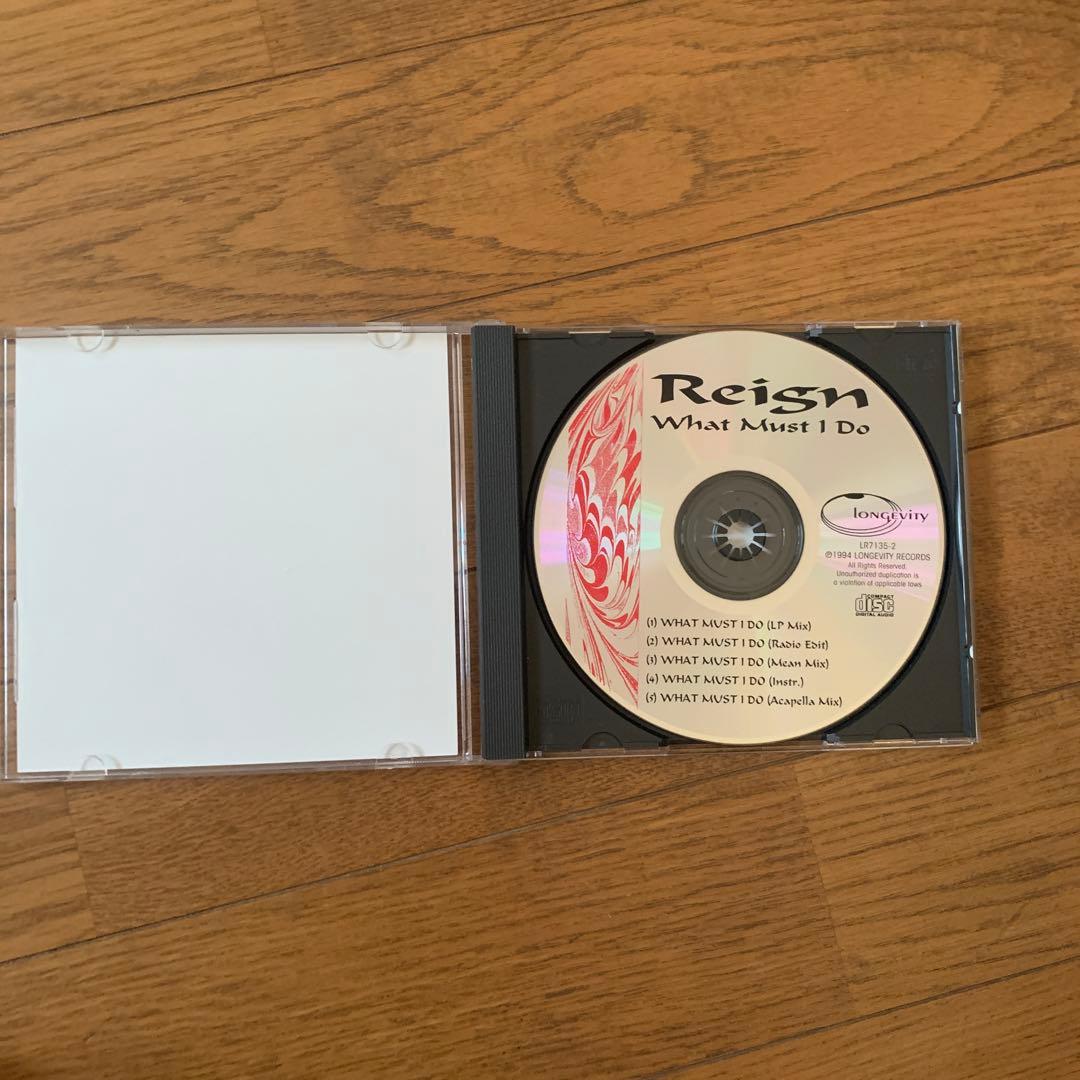 Reign
What Must I Do
LONGEVITY
LR7135-2
℗1994 LONGEVITY RECORDS
All Rights Reserved.
Unauthorized duplication is
a violation of applicable laws
COMPACT
disc
DIGITAL AUDIO
(1) WHAT MUST I DO (LP Mix)
(2) WHAT MUST I DO (Radio Edit)
(3) WHAT MUST I DO (Mean Mix)
(4) WHAT MUST I DO (Instr.)
(5) WHAT MUST I DO (Acapella Mix)